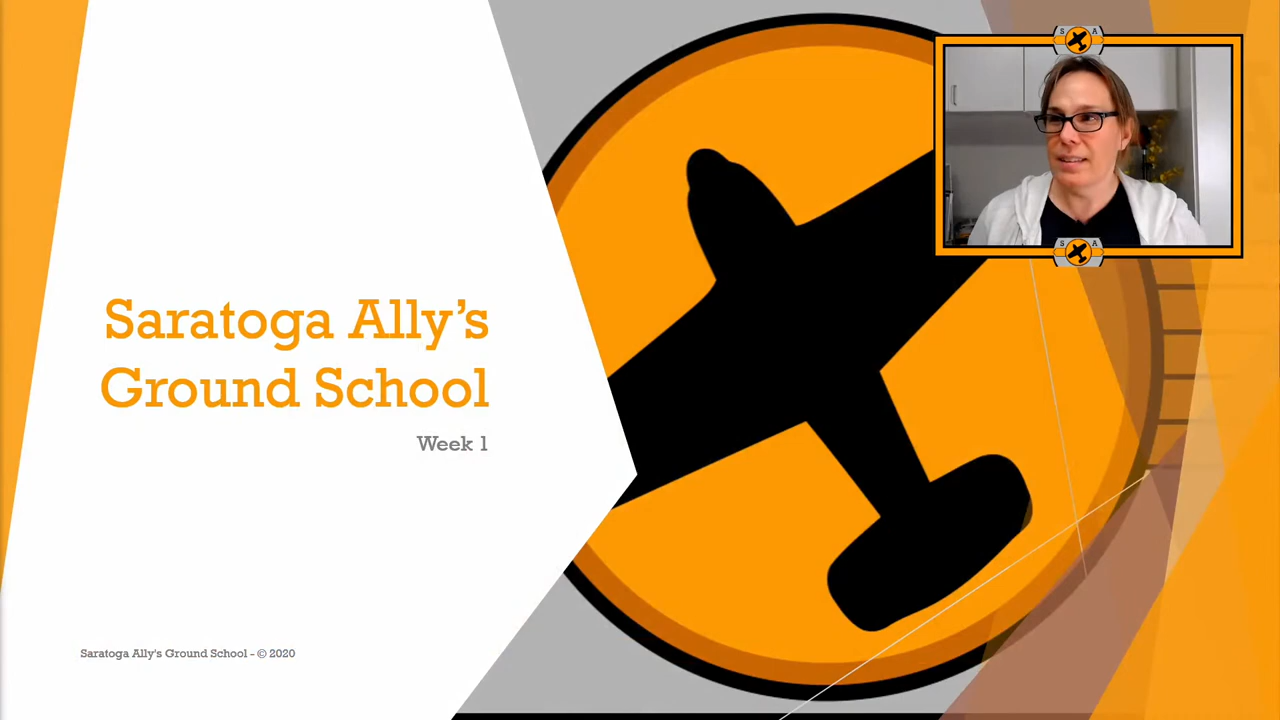 S A
Saratoga Ally's
Ground School
Week 1
S A
Saratoga Ally's Ground School - © 2020